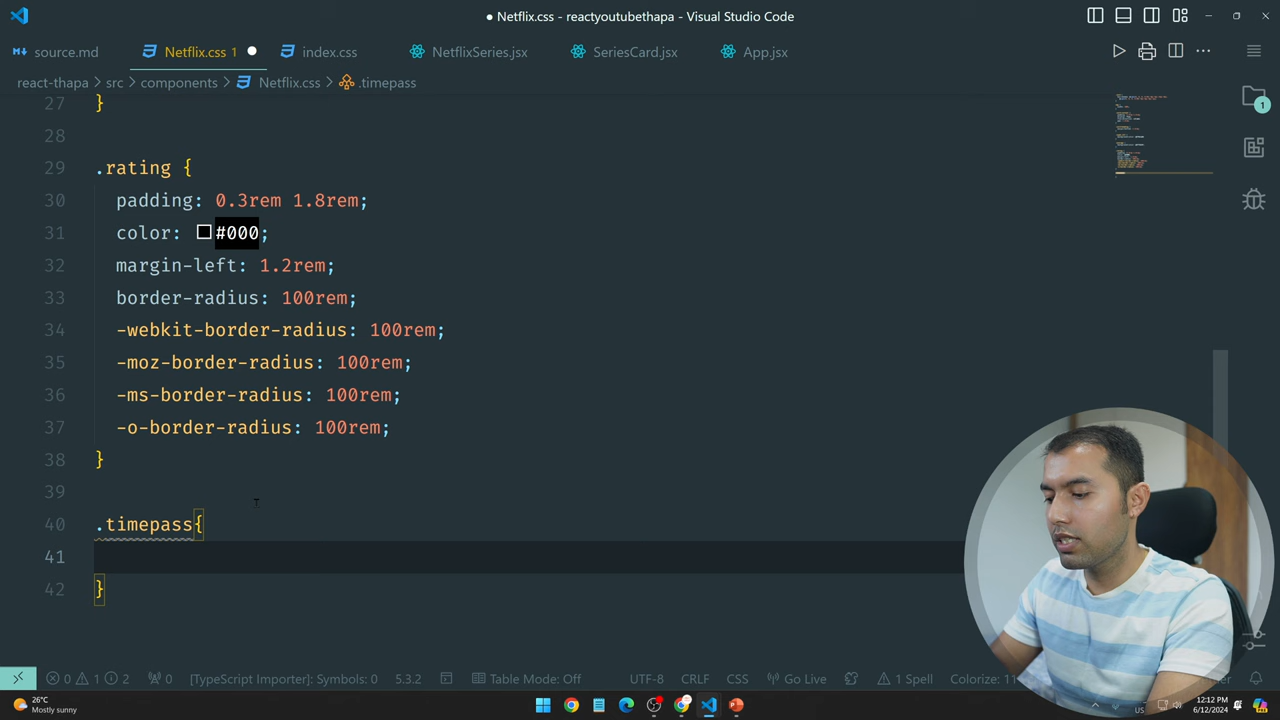 ● Netflix.css - reactyoutubethapa - Visual Studio Code
source.md
Netflix.css 1
index.css
NetflixSeries.jsx
SeriesCard.jsx
App.jsx
react-thapa > src > components > Netflix.css > .timepass
27 }
28
29 .rating {
30 padding: 0.3rem 1.8rem;
31 color: #000;
32 margin-left: 1.2rem;
33 border-radius: 100rem;
34 -webkit-border-radius: 100rem;
35 -moz-border-radius: 100rem;
36 -ms-border-radius: 100rem;
37 -o-border-radius: 100rem;
38 }
39
40 .timepass{
41
42 }
1
0 1 2 0 [TypeScript Importer]: Symbols: 0 5.3.2 Table Mode: Off UTF-8 CRLF CSS Go Live 1 Spell Colorize: 11
26°C
Mostly sunny
US
12:12 PM
6/12/2024